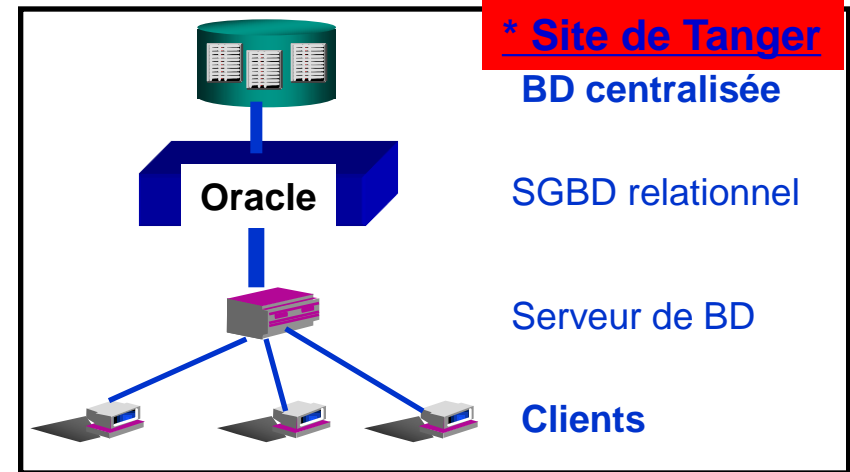 * Site de Tanger
BD centralisée
Oracle
SGBD relationnel
Serveur de BD
Clients